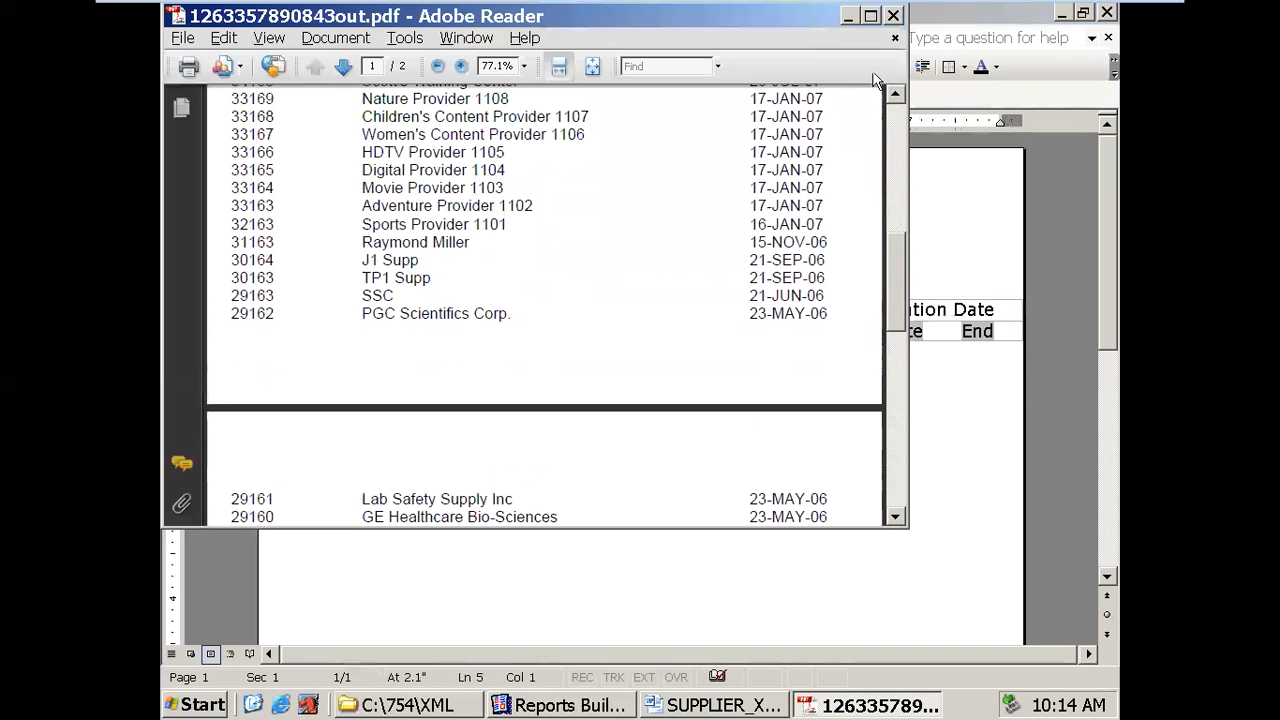 1263357890843out.pdf - Adobe Reader
File Edit View Document Tools Window Help
Type a question for help
1 / 2 77.1% Find
33169 Nature Provider 1108 17-JAN-07
33168 Children's Content Provider 1107 17-JAN-07
33167 Women's Content Provider 1106 17-JAN-07
33166 HDTV Provider 1105 17-JAN-07
33165 Digital Provider 1104 17-JAN-07
33164 Movie Provider 1103 17-JAN-07
33163 Adventure Provider 1102 17-JAN-07
32163 Sports Provider 1101 16-JAN-07
31163 Raymond Miller 15-NOV-06
30164 J1 Supp 21-SEP-06
30163 TP1 Supp 21-SEP-06
29163 SSC 21-JUN-06
29162 PGC Scientifics Corp. 23-MAY-06
ation Date
te End
29161 Lab Safety Supply Inc 23-MAY-06
29160 GE Healthcare Bio-Sciences 23-MAY-06
Page 1 Sec 1 1/1 At 2.1" Ln 5 Col 1 REC TRK EXT OVR
Start C:\754\XML Reports Buil... SUPPLIER_X... 126335789... 10:14 AM